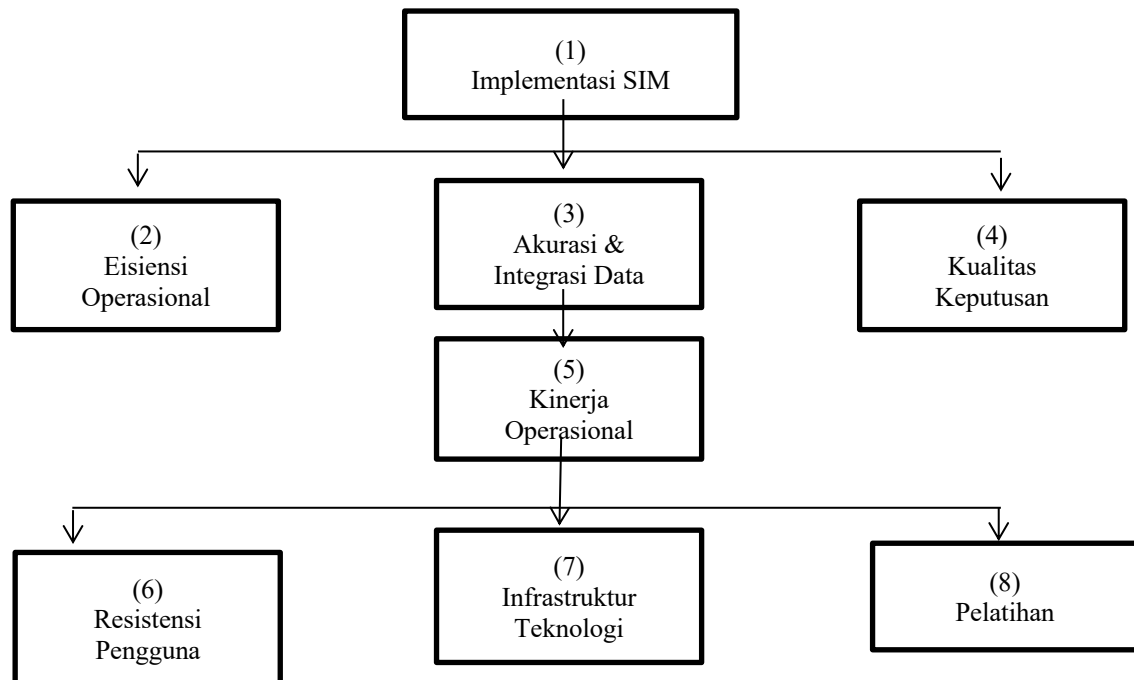 (1)
Implementasi SIM
(2)
Eisiensi
Operasional
(3)
Akurasi &
Integrasi Data
(4)
Kualitas
Keputusan
(5)
Kinerja
Operasional
(6)
Resistensi
Pengguna
(7)
Infrastruktur
Teknologi
(8)
Pelatihan